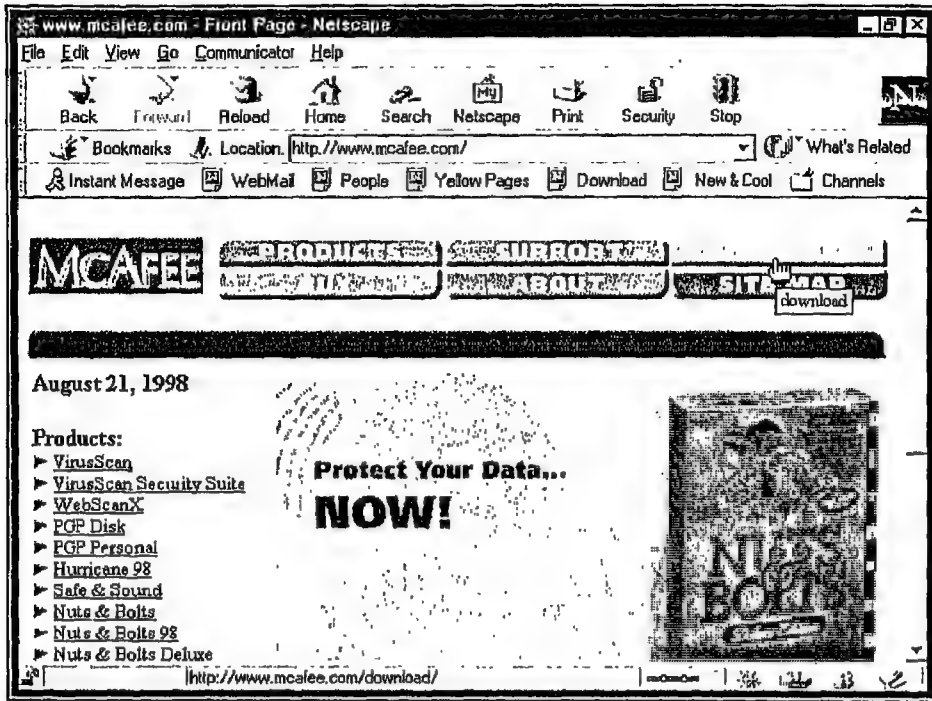 www.mcafee.com - Front Page - Netscape
File Edit View Go Communicator Help
Back Forward Reload Home Search Netscape Print Security Stop
My
N
Bookmarks Location: http://www.mcafee.com/ What's Related
Instant Message WebMail People Yellow Pages Download New & Cool Channels
MCAFEE PRODUCTS SUPPORT
BUY ABOUT SITE MAP
download
August 21, 1998
Products:
VirusScan
VirusScan Security Suite
WebScanX
PGP Disk
PGP Personal
Hurricane 98
Safe & Sound
Nuts & Bolts
Nuts & Bolts 98
Nuts & Bolts Deluxe
Protect Your Data...
NOW!
NUTS
BOLTS
http://www.mcafee.com/download/